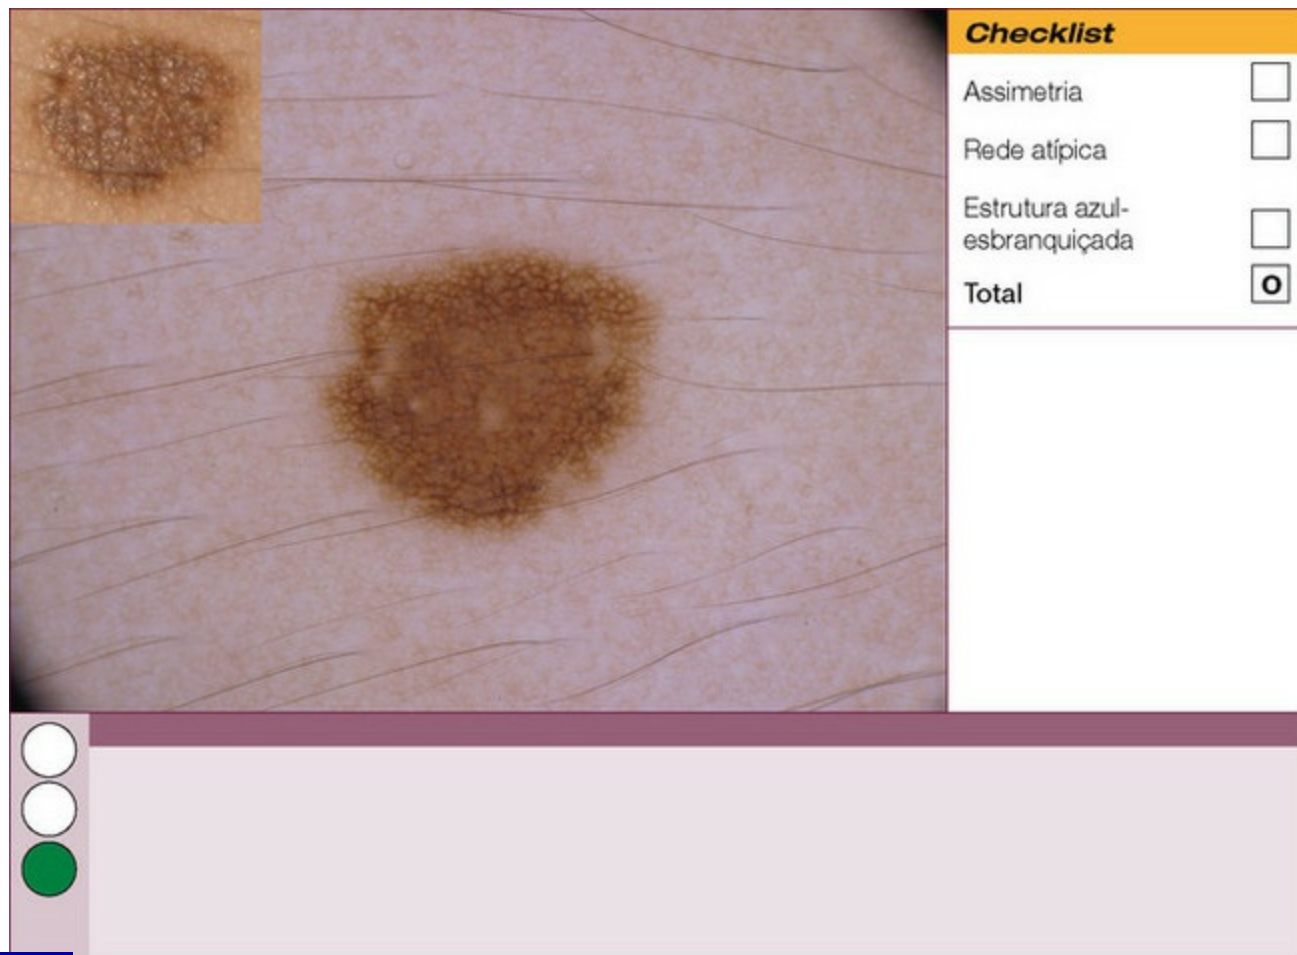 Checklist
Assimetria
Rede atípica
Estrutura azul-
esbranquiçada
Total
0